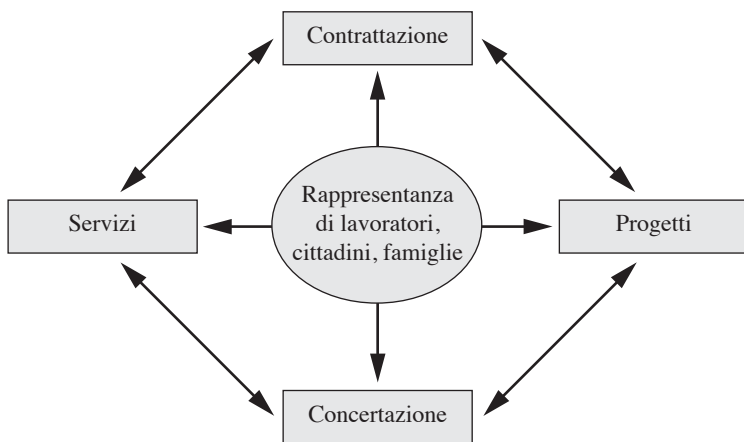 Contrattazione
Rappresentanza
di lavoratori,
cittadini, famiglie
Servizi
Progetti
Concertazione